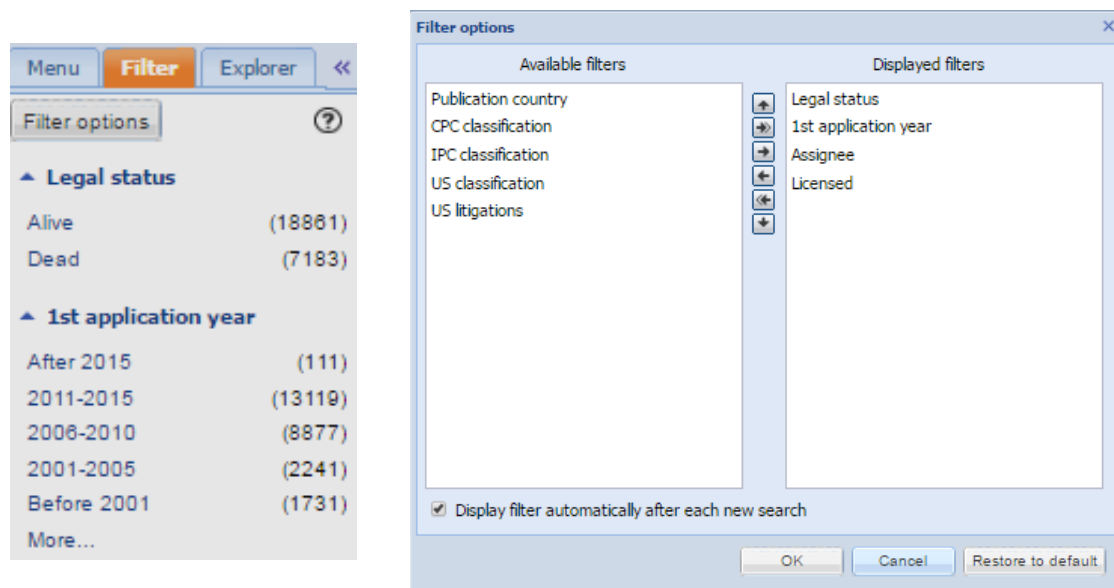 Menu Filter Explorer «
Filter options ?
Legal status
Alive (18861)
Dead (7183)
1st application year
After 2015 (111)
2011-2015 (13119)
2006-2010 (8877)
2001-2005 (2241)
Before 2001 (1731)
More...
Filter options
Available filters
Publication country
CPC classification
IPC classification
US classification
US litigations
Displayed filters
Legal status
1st application year
Assignee
Licensed
Display filter automatically after each new search
OK Cancel Restore to default